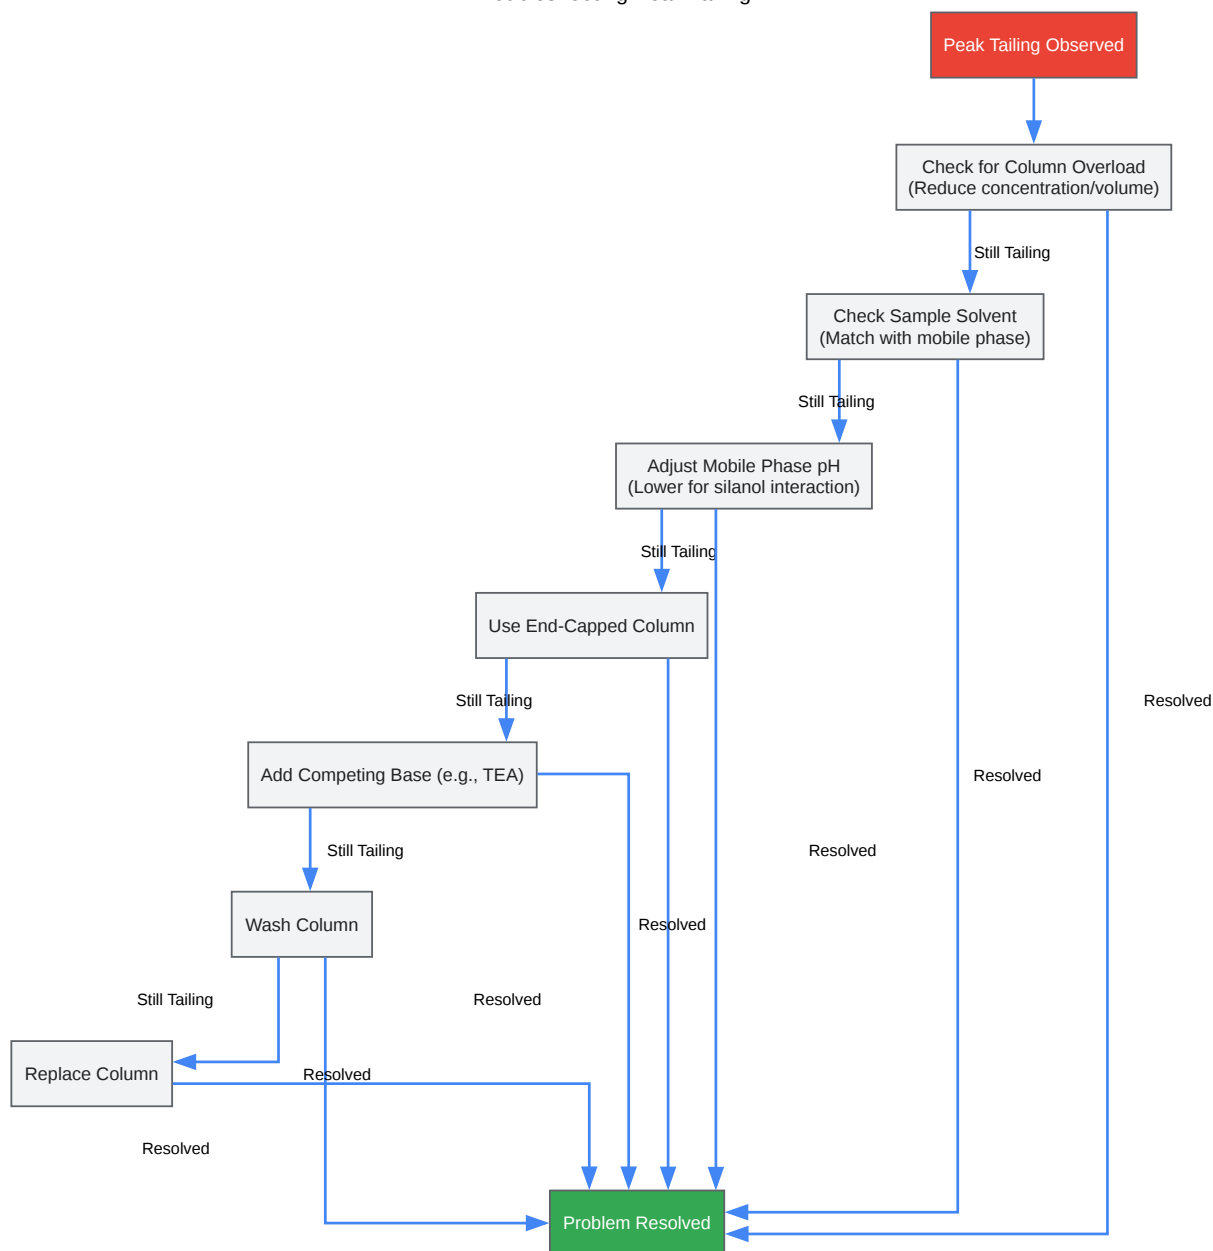 Peak Tailing Observed
Check for Column Overload
(Reduce concentration/volume)
Still Tailing
Check Sample Solvent
(Match with mobile phase)
Still Tailing
Adjust Mobile Phase pH
(Lower for silanol interaction)
Still Tailing
Use End-Capped Column
Still Tailing
Resolved
Add Competing Base (e.g., TEA)
Resolved
Still Tailing
Resolved
Wash Column
Resolved
Still Tailing
Resolved
Replace Column
Resolved
Resolved
Problem Resolved